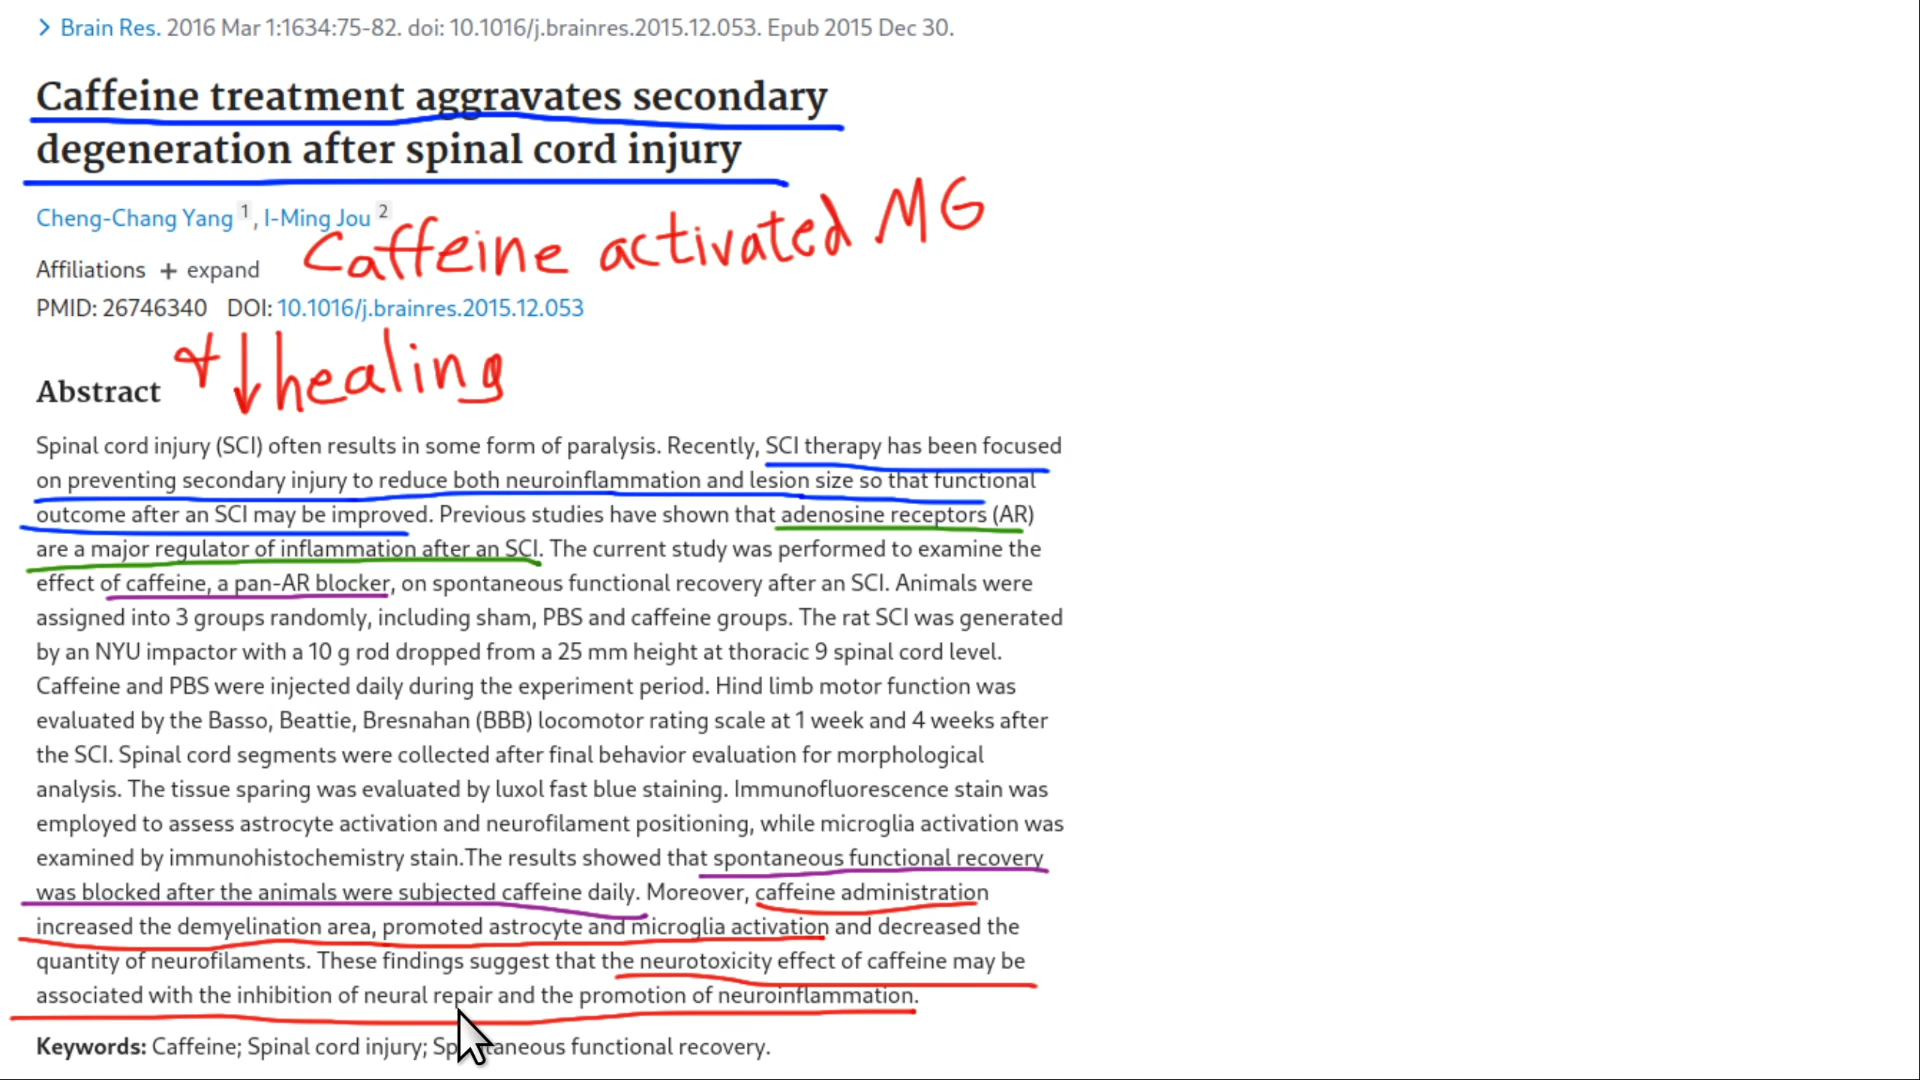 > Brain Res. 2016 Mar 1:1634:75-82. doi: 10.1016/j.brainres.2015.12.053. Epub 2015 Dec 30.
Caffeine treatment aggravates secondary
degeneration after spinal cord injury
Cheng-Chang Yang 1, I-Ming Jou 2
Caffeine activated MG
Affiliations + expand
PMID: 26746340 DOI: 10.1016/j.brainres.2015.12.053
+ ↓ healing
Abstract
Spinal cord injury (SCI) often results in some form of paralysis. Recently, SCI therapy has been focused
on preventing secondary injury to reduce both neuroinflammation and lesion size so that functional
outcome after an SCI may be improved. Previous studies have shown that adenosine receptors (AR)
are a major regulator of inflammation after an SCI. The current study was performed to examine the
effect of caffeine, a pan-AR blocker, on spontaneous functional recovery after an SCI. Animals were
assigned into 3 groups randomly, including sham, PBS and caffeine groups. The rat SCI was generated
by an NYU impactor with a 10 g rod dropped from a 25 mm height at thoracic 9 spinal cord level.
Caffeine and PBS were injected daily during the experiment period. Hind limb motor function was
evaluated by the Basso, Beattie, Bresnahan (BBB) locomotor rating scale at 1 week and 4 weeks after
the SCI. Spinal cord segments were collected after final behavior evaluation for morphological
analysis. The tissue sparing was evaluated by luxol fast blue staining. Immunofluorescence stain was
employed to assess astrocyte activation and neurofilament positioning, while microglia activation was
examined by immunohistochemistry stain.The results showed that spontaneous functional recovery
was blocked after the animals were subjected caffeine daily. Moreover, caffeine administration
increased the demyelination area, promoted astrocyte and microglia activation and decreased the
quantity of neurofilaments. These findings suggest that the neurotoxicity effect of caffeine may be
associated with the inhibition of neural repair and the promotion of neuroinflammation.
Keywords: Caffeine; Spinal cord injury; Spontaneous functional recovery.